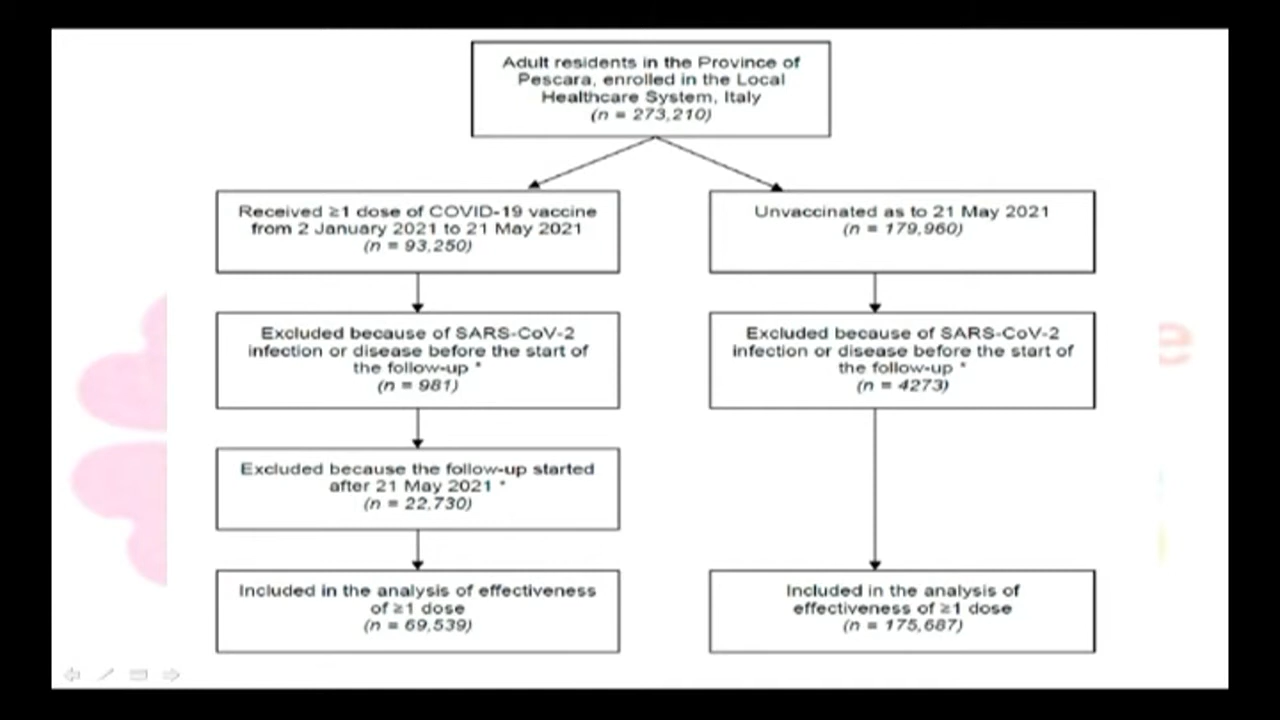 Adult residents in the Province of
Pescara, enrolled in the Local
Healthcare System, Italy
(n = 273,210)
Received ≥1 dose of COVID-19 vaccine
from 2 January 2021 to 21 May 2021
(n = 93,250)
Unvaccinated as to 21 May 2021
(n = 179,960)
Excluded because of SARS-CoV-2
infection or disease before the start of
the follow-up *
(n = 981)
Excluded because of SARS-CoV-2
infection or disease before the start of
the follow-up *
(n = 4273)
Excluded because the follow-up started
after 21 May 2021 *
(n = 22,730)
Included in the analysis of effectiveness
of ≥1 dose
(n = 69,539)
Included in the analysis of
effectiveness of ≥1 dose
(n = 175,687)
e